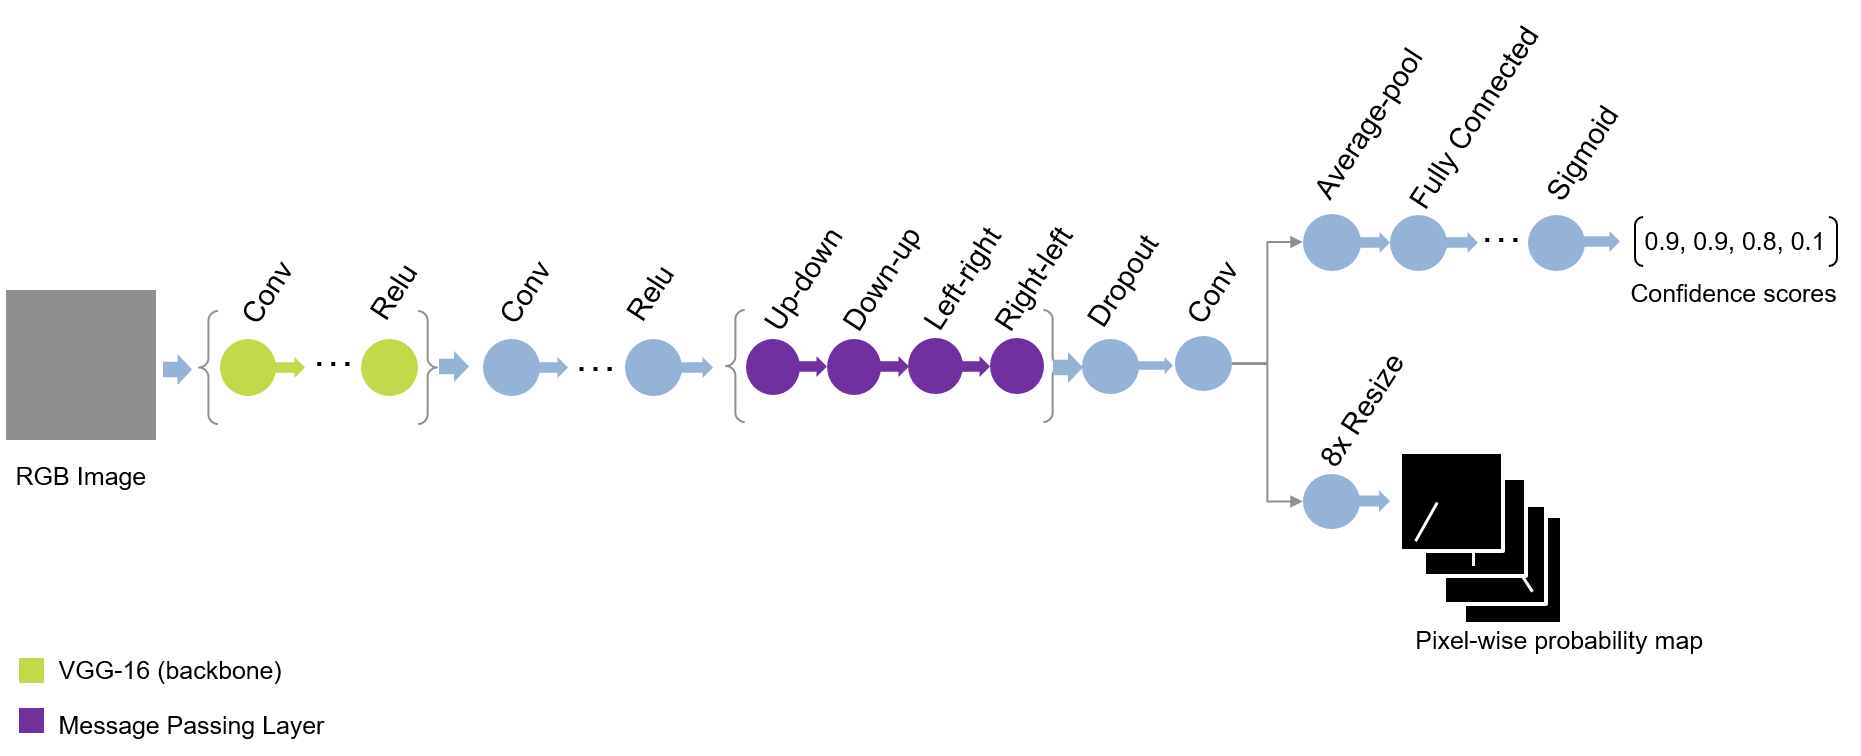 RGB Image
Conv
Relu
Conv
Relu
Up-down
Down-up
Left-right
Right-left
Dropout
Conv
Average-pool
Fully Connected
Sigmoid
0.9, 0.9, 0.8, 0.1
Confidence scores
8x Resize
Pixel-wise probability map
VGG-16 (backbone)
Message Passing Layer